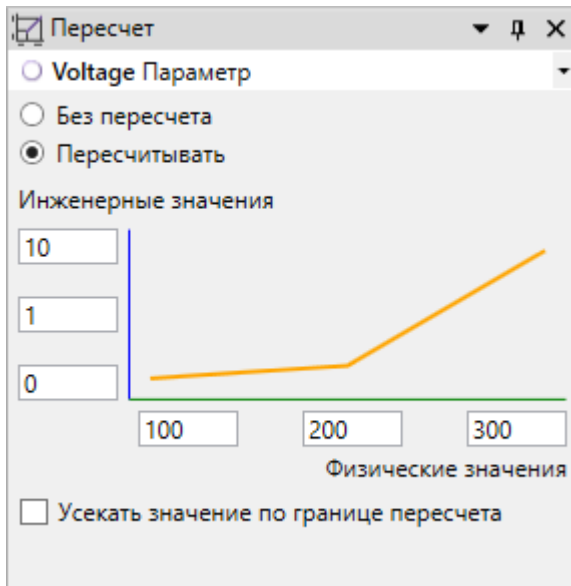 Пересчет
Voltage Параметр
Без пересчета
Пересчитывать
Инженерные значения
10
1
0
100 200 300
Физические значения
Усекать значение по границе пересчета